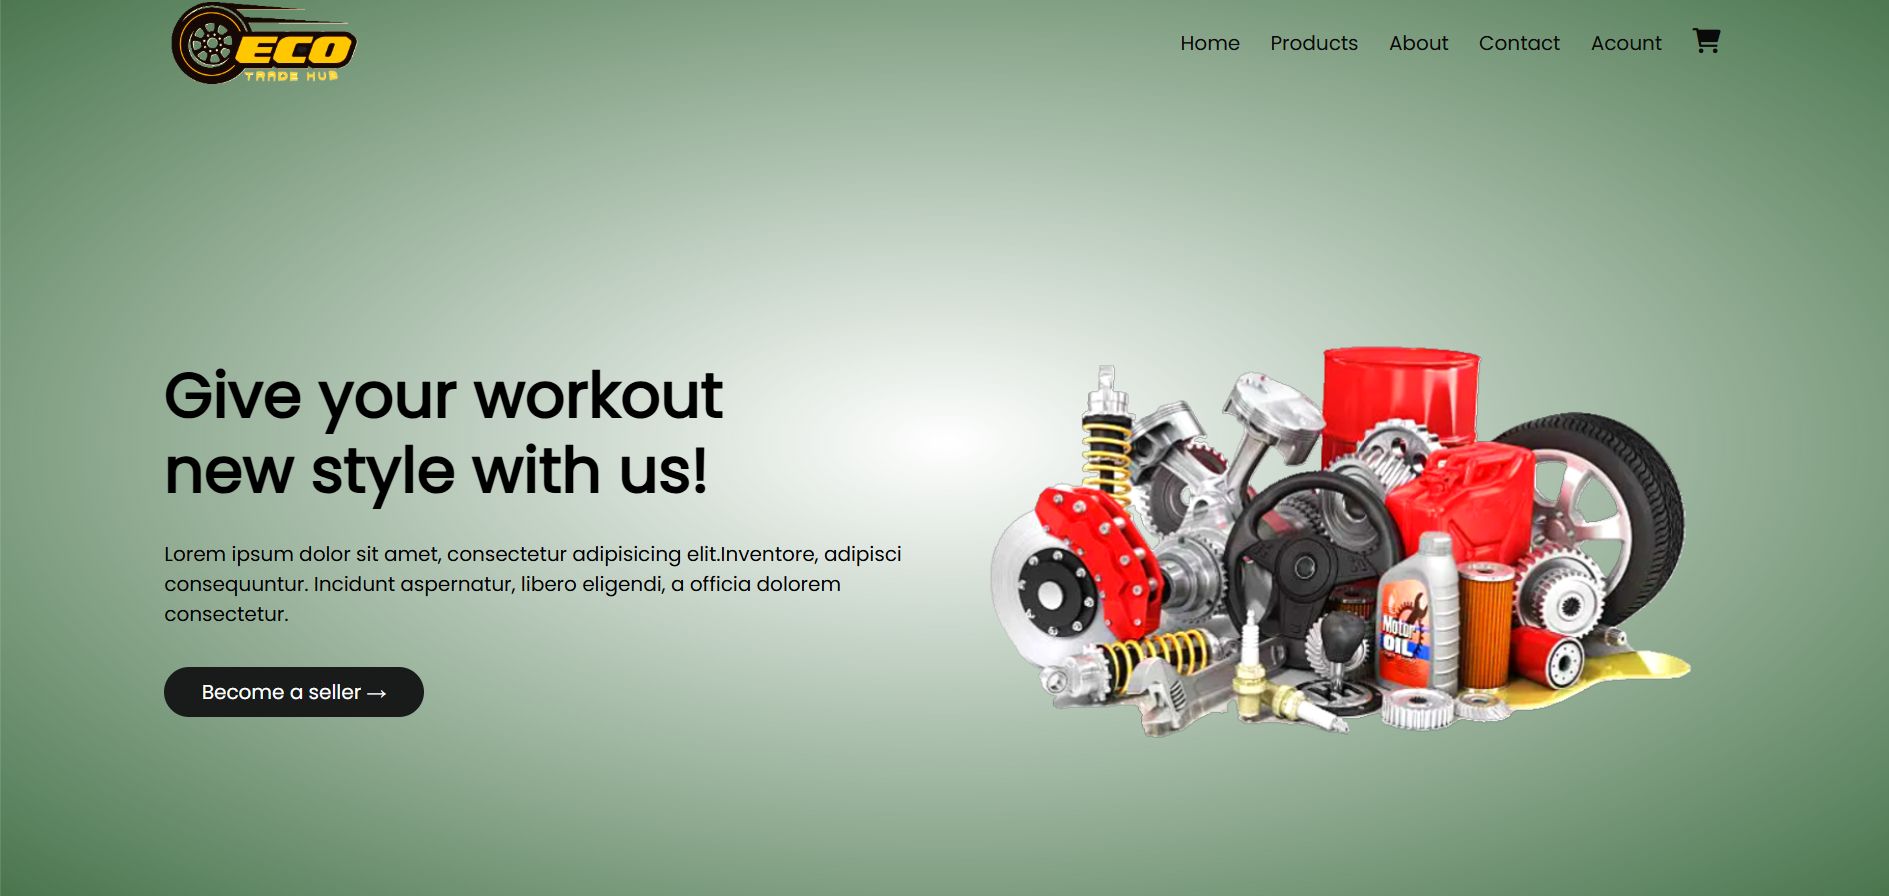 ECO
TRADE HUB
Home Products About Contact Acount
Give your workout
new style with us!
Lorem ipsum dolor sit amet, consectetur adipisicing elit.Inventore, adipisci
consequuntur. Incidunt aspernatur, libero eligendi, a officia dolorem
consectetur.
Become a seller →
Motor
OIL